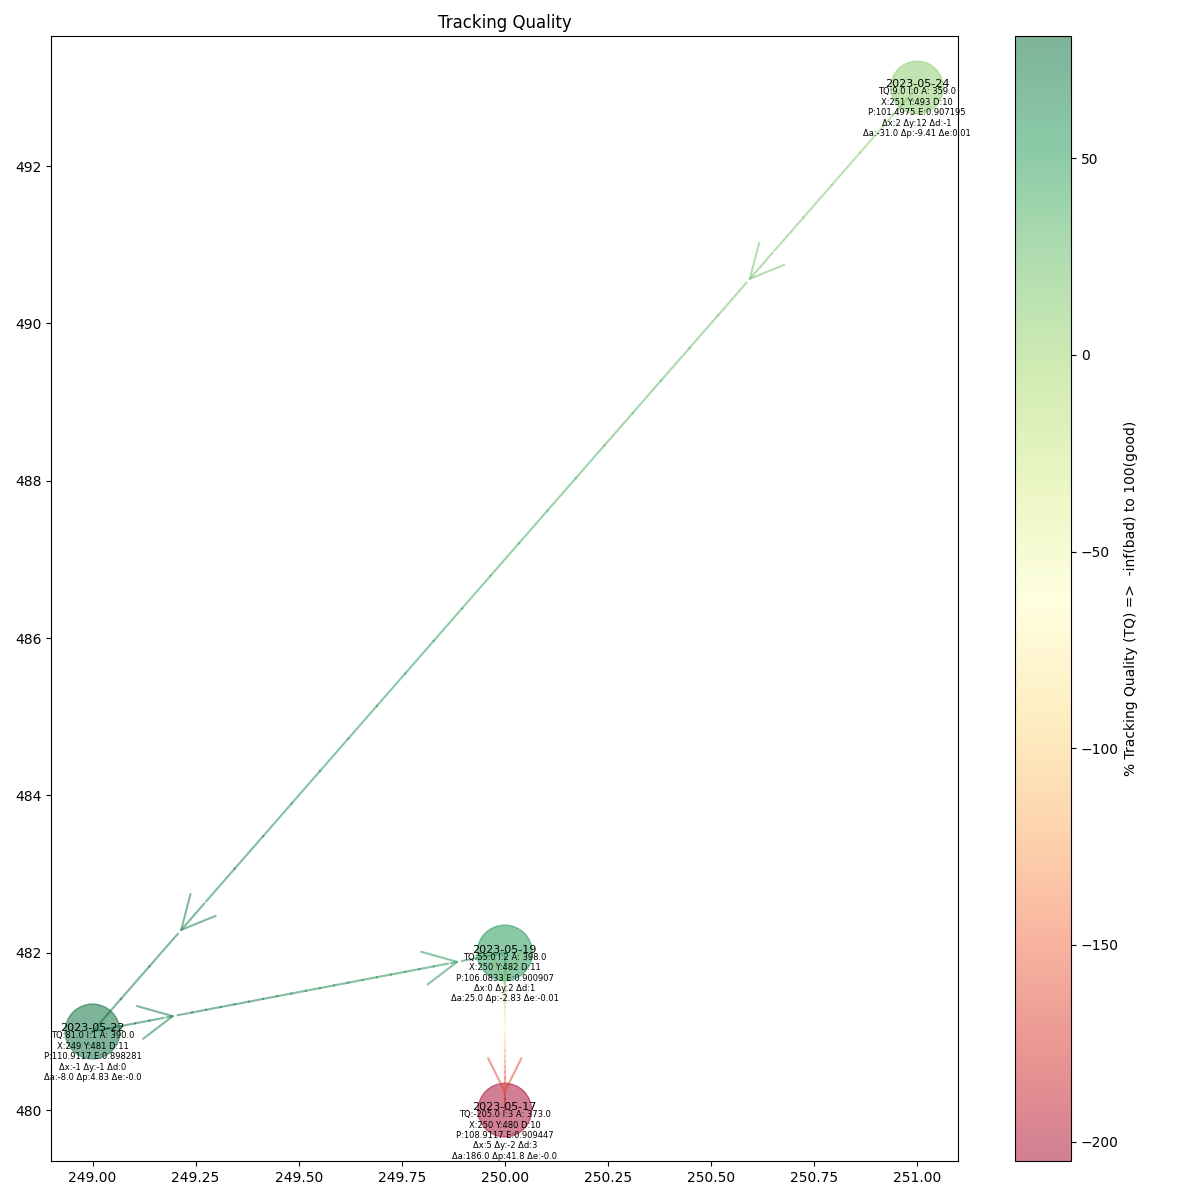 Tracking Quality
2023-05-24
TQ:9.0 I:0 A: 359.0
X:251 Y:493 D:10
P:101.4975 E:0.907195
Δx:2 Δy:12 Δd:-1
Δa:-31.0 Δp:-9.41 Δe:0.01
2023-05-19
TQ:55.0 I:2 A: 398.0
X:250 Y:482 D:11
P:106.0833 E:0.900907
Δx:0 Δy:2 Δd:1
Δa:25.0 Δp:-2.83 Δe:-0.01
2023-05-22
TQ:81.0 I:1 A: 390.0
X:249 Y:481 D:11
P:110.9117 E:0.898281
Δx:-1 Δy:-1 Δd:0
Δa:-8.0 Δp:4.83 Δe:-0.0
2023-05-17
TQ:-205.0 I:3 A: 373.0
X:250 Y:480 D:10
P:108.9117 E:0.909447
Δx:5 Δy:-2 Δd:3
Δa:186.0 Δp:41.8 Δe:-0.0
492
490
488
486
484
482
480
249.00 249.25 249.50 249.75 250.00 250.25 250.50 250.75 251.00
50
0
−50
−100
−150
−200
% Tracking Quality (TQ) => -inf(bad) to 100(good)